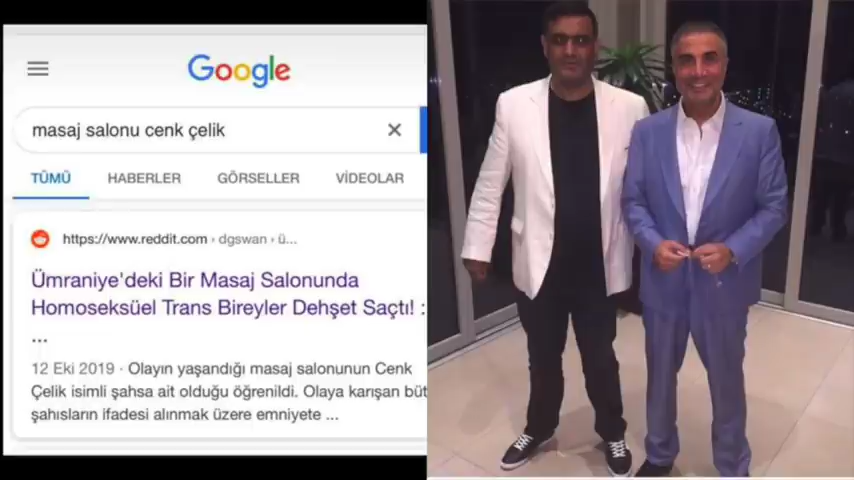 Google
masaj salonu cenk çelik
TÜMÜ HABERLER GÖRSELLER VİDEOLAR
https://www.reddit.com › dgswan › ü...
Ümraniye'deki Bir Masaj Salonunda
Homoseksüel Trans Bireyler Dehşet Saçtı! :
...
12 Eki 2019 · Olayın yaşandığı masaj salonunun Cenk
Çelik isimli şahsa ait olduğu öğrenildi. Olaya karışan büt
şahısların ifadesi alınmak üzere emniyete ...